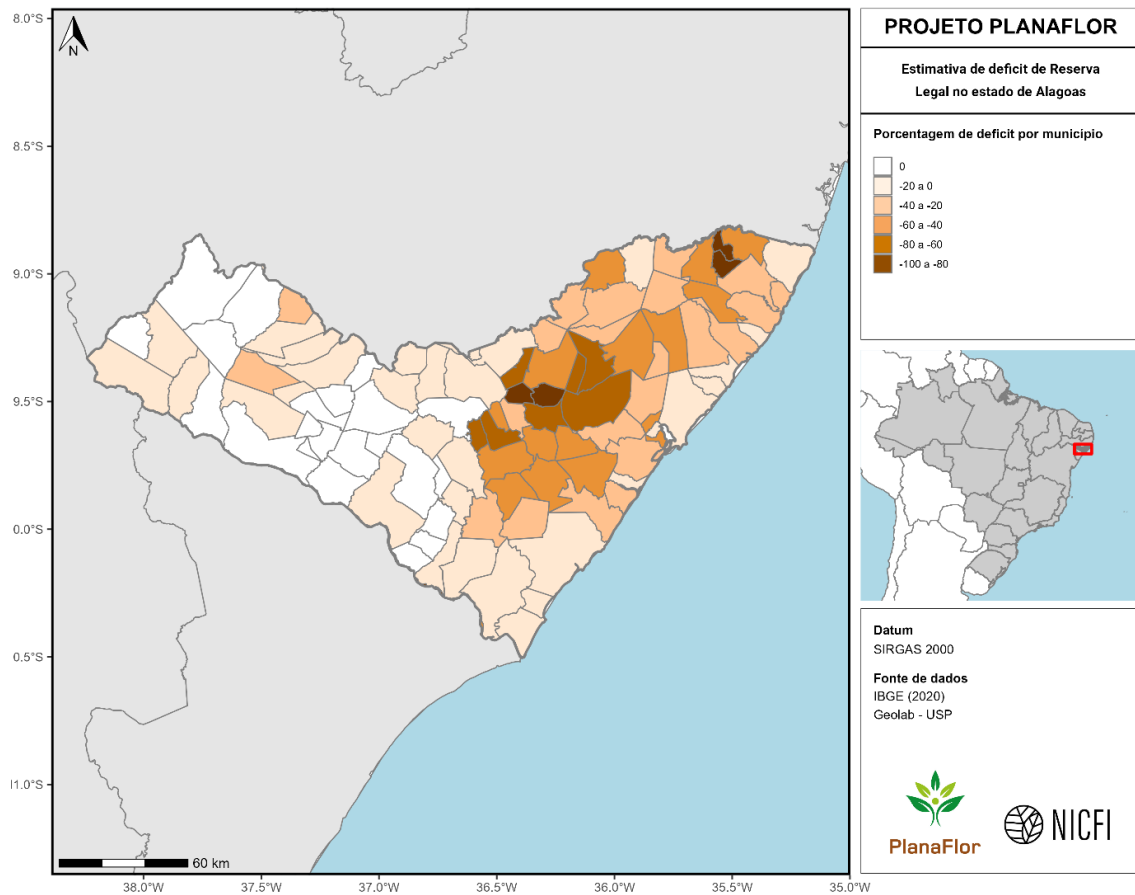 8.0°S
8.5°S
9.0°S
9.5°S
0.0°S
0.5°S
11.0°S
38.0°W
37.5°W
37.0°W
36.5°W
36.0°W
35.5°W
35.0°W
N
60 km
PROJETO PLANAFLOR
Estimativa de deficit de Reserva
Legal no estado de Alagoas
Porcentagem de deficit por municipio
0
-20 a 0
-40 a -20
-60 a -40
-80 a -60
-100 a -80
Datum
SIRGAS 2000
Fonte de dados
IBGE (2020)
Geolab - USP
PlanaFlor
NICFI